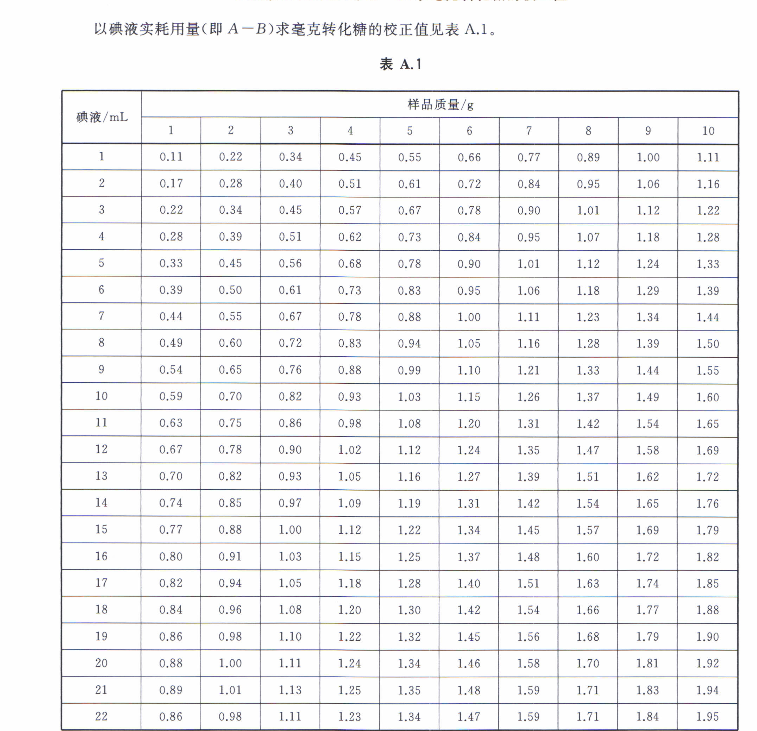 以碘液实耗用量(即 A－B)求毫克转化糖的校正值见表 A.1。
表 A.1
碘液/mL 样品质量/g
1 2 3 4 5 6 7 8 9 10
1 0.11 0.22 0.34 0.45 0.55 0.66 0.77 0.89 1.00 1.11
2 0.17 0.28 0.40 0.51 0.61 0.72 0.84 0.95 1.06 1.16
3 0.22 0.34 0.45 0.57 0.67 0.78 0.90 1.01 1.12 1.22
4 0.28 0.39 0.51 0.62 0.73 0.84 0.95 1.07 1.18 1.28
5 0.33 0.45 0.56 0.68 0.78 0.90 1.01 1.12 1.24 1.33
6 0.39 0.50 0.61 0.73 0.83 0.95 1.06 1.18 1.29 1.39
7 0.44 0.55 0.67 0.78 0.88 1.00 1.11 1.23 1.34 1.44
8 0.49 0.60 0.72 0.83 0.94 1.05 1.16 1.28 1.39 1.50
9 0.54 0.65 0.76 0.88 0.99 1.10 1.21 1.33 1.44 1.55
10 0.59 0.70 0.82 0.93 1.03 1.15 1.26 1.37 1.49 1.60
11 0.63 0.75 0.86 0.98 1.08 1.20 1.31 1.42 1.54 1.65
12 0.67 0.78 0.90 1.02 1.12 1.24 1.35 1.47 1.58 1.69
13 0.70 0.82 0.93 1.05 1.16 1.27 1.39 1.51 1.62 1.72
14 0.74 0.85 0.97 1.09 1.19 1.31 1.42 1.54 1.65 1.76
15 0.77 0.88 1.00 1.12 1.22 1.34 1.45 1.57 1.69 1.79
16 0.80 0.91 1.03 1.15 1.25 1.37 1.48 1.60 1.72 1.82
17 0.82 0.94 1.05 1.18 1.28 1.40 1.51 1.63 1.74 1.85
18 0.84 0.96 1.08 1.20 1.30 1.42 1.54 1.66 1.77 1.88
19 0.86 0.98 1.10 1.22 1.32 1.45 1.56 1.68 1.79 1.90
20 0.88 1.00 1.11 1.24 1.34 1.46 1.58 1.70 1.81 1.92
21 0.89 1.01 1.13 1.25 1.35 1.48 1.59 1.71 1.83 1.94
22 0.86 0.98 1.11 1.23 1.34 1.47 1.59 1.71 1.84 1.95